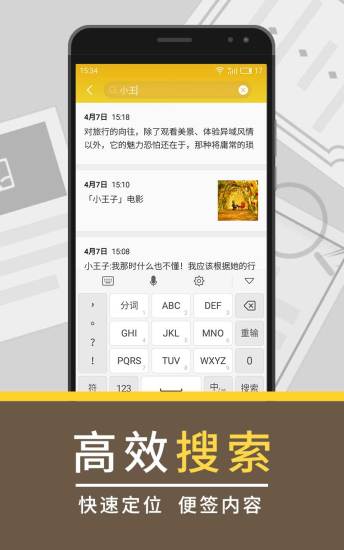 15:34
17
小王
4月7日 15:18
对旅行的向往，除了观看美景、体验异域风情
以外，它的魅力恐怕还在于，那种将庸常的琐
4月7日 15:10
「小王子」电影
4月7日 15:08
小王子:我那时什么也不懂！我应该根据她的行
， 分词 1 ABC 2 DEF 3
。 GHI 4 JKL 5 MNO 6 重输
？ PQRS 7 TUV 8 WXYZ 9 0
！
符 123 中 搜索
高效搜索
快速定位 便签内容